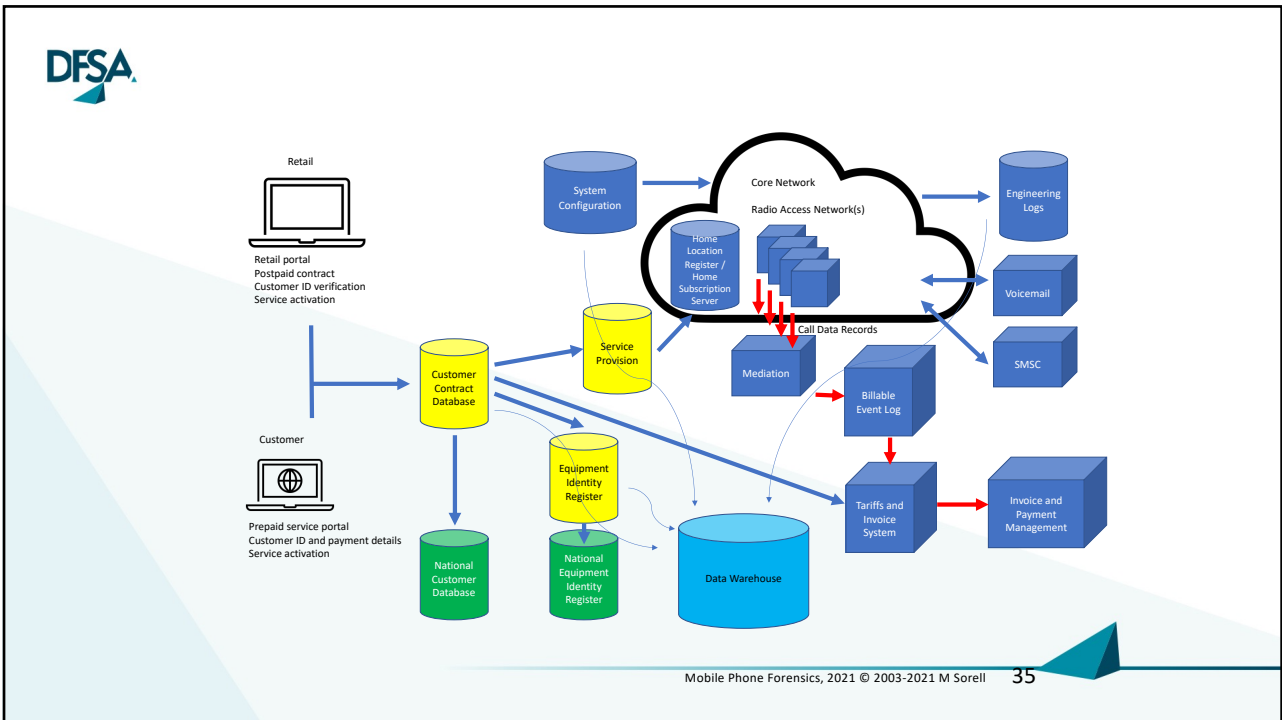 DFSA
Retail
Retail portal
Postpaid contract
Customer ID verification
Service activation
Customer
Prepaid service portal
Customer ID and payment details
Service activation
Customer
Contract
Database
National
Customer
Database
System
Configuration
Service
Provision
Equipment
Identity
Register
National
Equipment
Identity
Register
Core Network
Radio Access Network(s)
Home
Location
Register /
Home
Subscription
Server
Call Data Records
Mediation
Billable
Event Log
Tariffs and
Invoice
System
Invoice and
Payment
Management
Data Warehouse
Engineering
Logs
Voicemail
SMSC
Mobile Phone Forensics, 2021 © 2003-2021 M Sorell 35